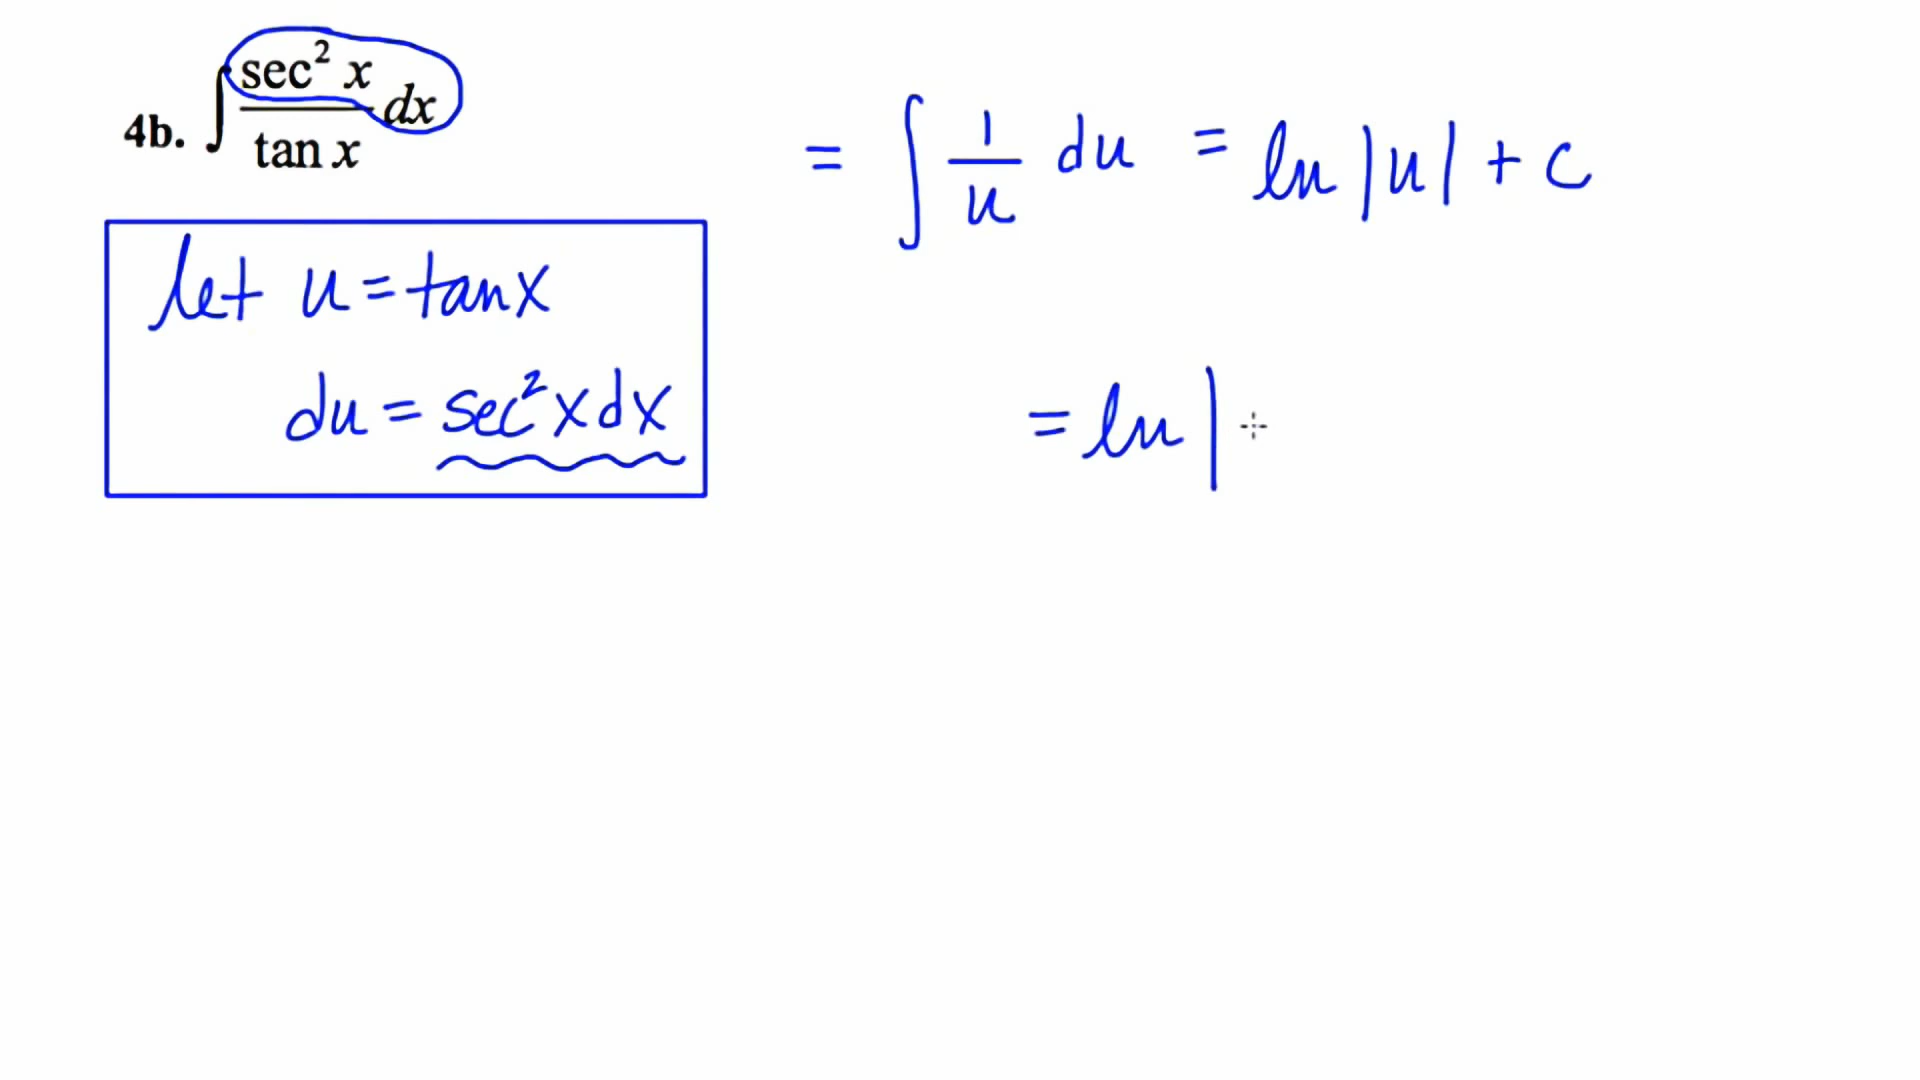 4b. ∫ sec² x / tan x dx = ∫ 1/u du = ln |u| + c
let u = tan x
du = sec² x dx
= ln |